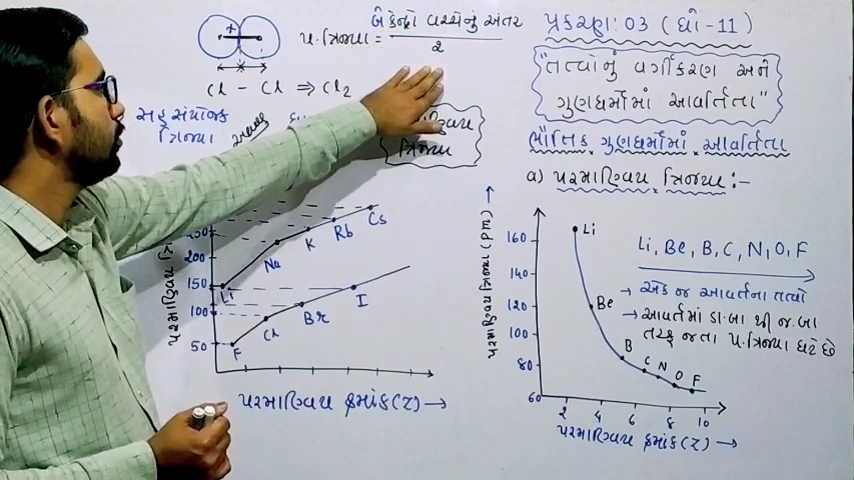 બે કેન્દ્રો વચ્ચેનું અંતર
પ. ત્રિજ્યા =
2
x
Cl - Cl ⇒ Cl2
સહસંયોજક
ત્રિજ્યા
અથવા
ત્રિજ્યા
પ્રકરણ: 03 (ધો-11)
"તત્વોનું વર્ગીકરણ અને
ગુણધર્મોમાં આવર્તિતા"
ભૌતિક ગુણધર્મોમાં આવર્તિતા
a) પરમાણ્વિય ત્રિજ્યા :-
200
150
100
50
Li
Na
K
Rb
Cs
F
Cl
Br
I
પરમાણ્વિય ક્રમાંક(Z) →
પરમાણ્વિય ત્રિજ્યા (pm) →
160
140
120
100
80
60
Li
Be
B
C
N
O
F
2 4 6 8 10
પરમાણ્વિય ક્રમાંક(Z) →
Li, Be, B, C, N, O, F
→ એક જ આવર્તના તત્વો
→ આવર્તમાં ડા.બા થી જ.બા
તરફ જતા પ.ત્રિજ્યા ઘટે છે